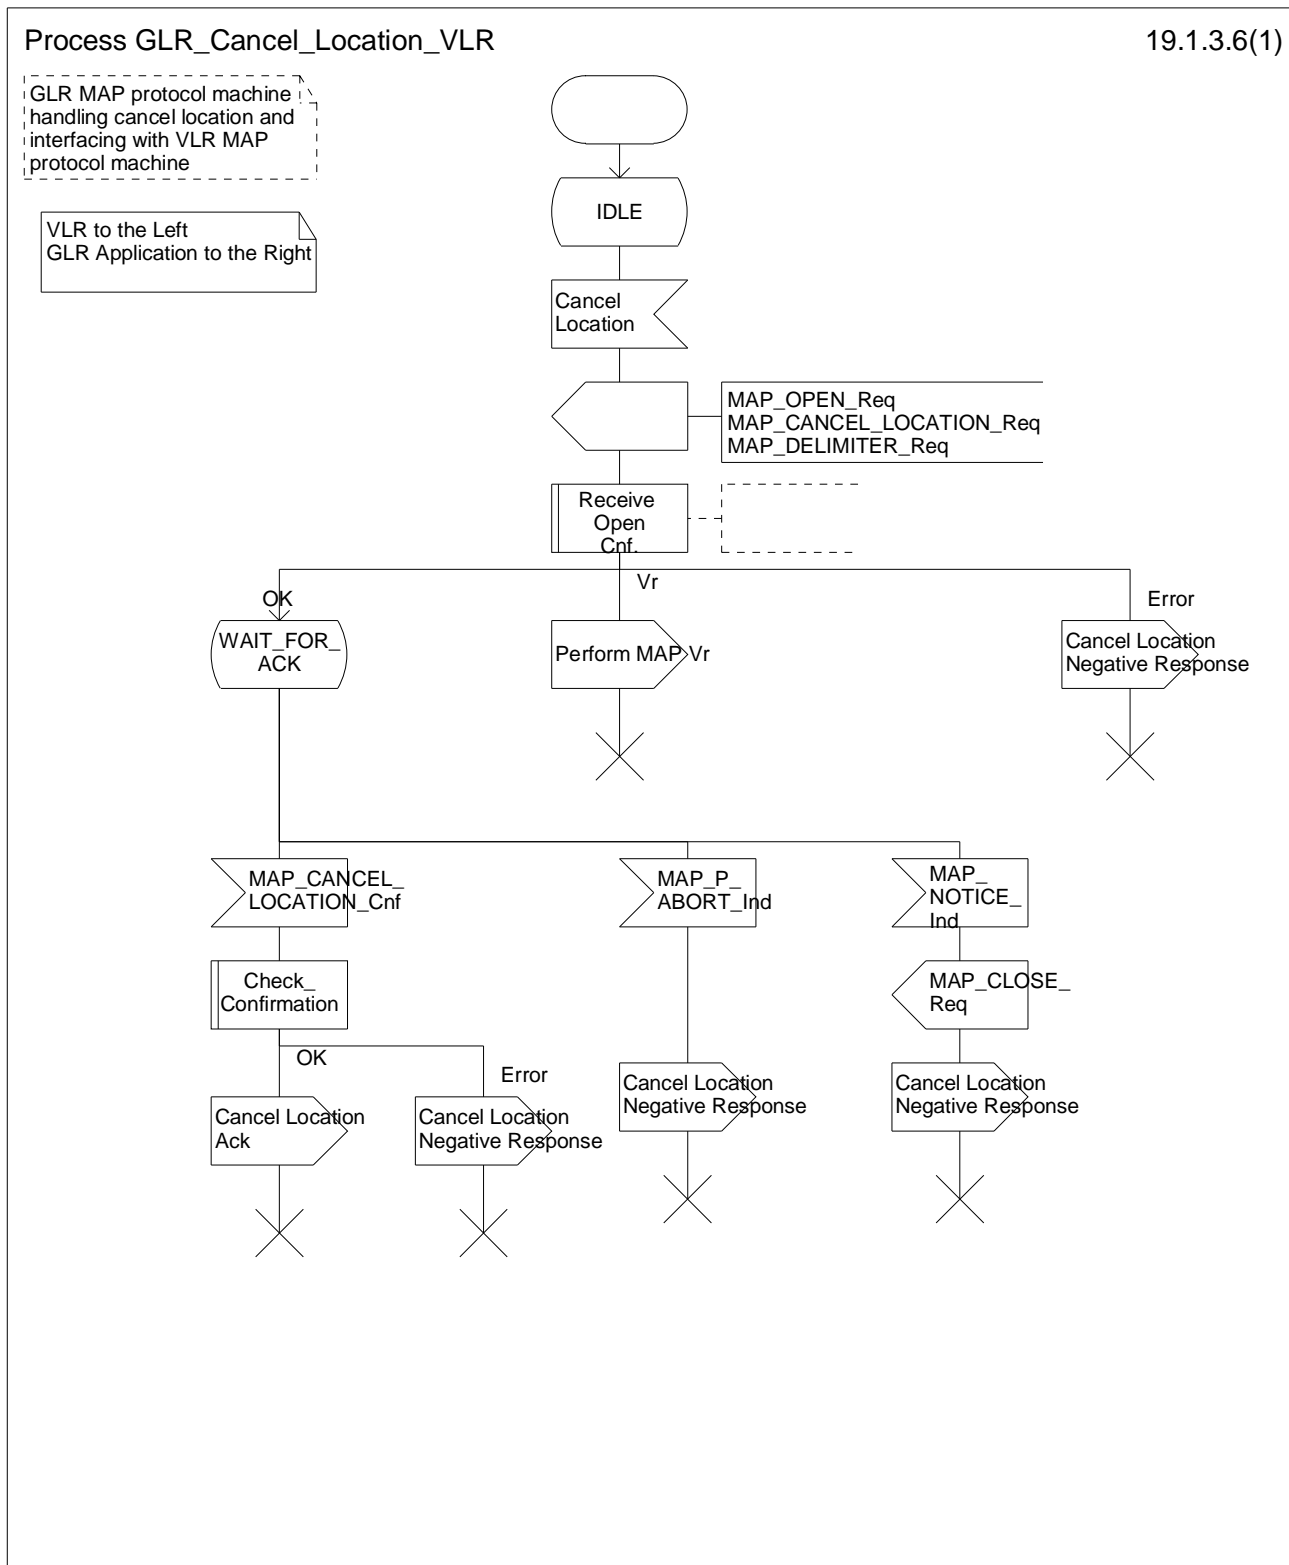 Process GLR_Cancel_Location_VLR
19.1.3.6(1)
GLR MAP protocol machine
handling cancel location and
interfacing with VLR MAP
protocol machine
VLR to the Left
GLR Application to the Right
IDLE
Cancel
Location
MAP_OPEN_Req
MAP_CANCEL_LOCATION_Req
MAP_DELIMITER_Req
Receive
Open
Cnf.
Vr
OK
Error
WAIT_FOR_
ACK
Perform MAP Vr
Cancel Location
Negative Response
MAP_CANCEL_
LOCATION_Cnf
MAP_P_
ABORT_Ind
MAP_
NOTICE_
Ind
Check_
Confirmation
MAP_CLOSE_
Req
OK
Error
Cancel Location
Ack
Cancel Location
Negative Response
Cancel Location
Negative Response
Cancel Location
Negative Response